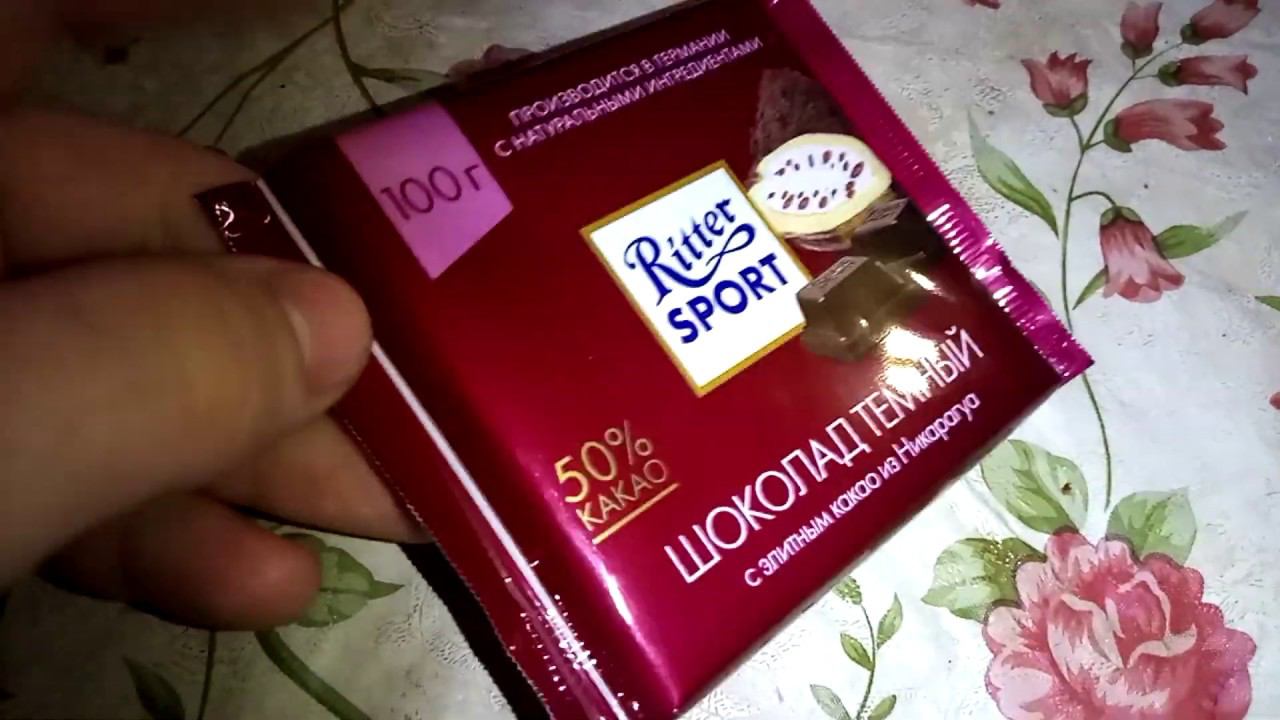 ПРОИЗВОДИТСЯ В ГЕРМАНИИ
С НАТУРАЛЬНЫМИ ИНГРЕДИЕНТАМИ
100 г
Ritter
SPORT
50%
КАКАО
ШОКОЛАД ТЕМНЫЙ
с элитным какао из Никарагуа